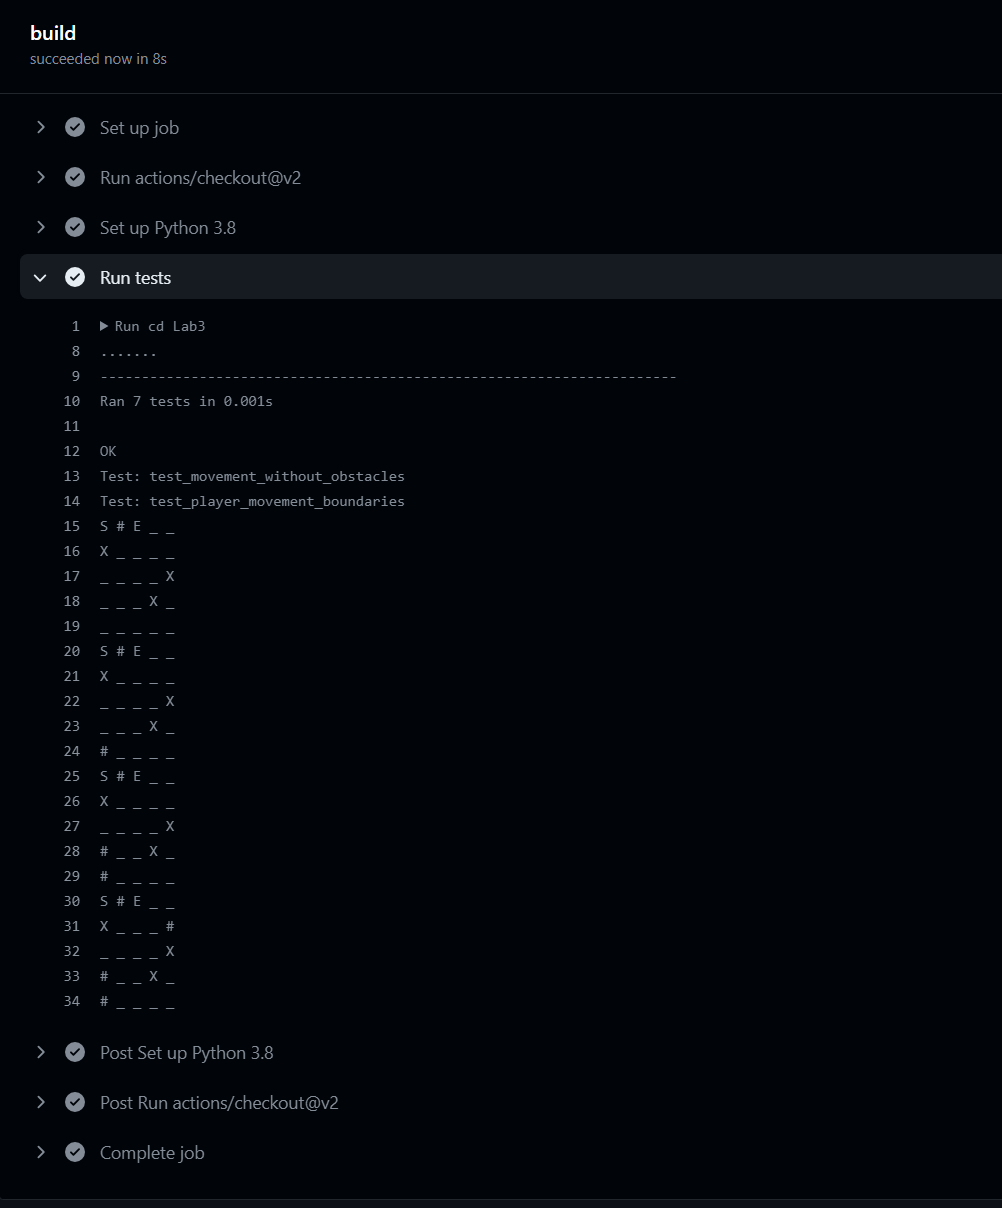 build
succeeded now in 8s
Set up job
Run actions/checkout@v2
Set up Python 3.8
Run tests
1 Run cd Lab3
8 .......
9 ----------------------------------------------------------------------
10 Ran 7 tests in 0.001s
11
12 OK
13 Test: test_movement_without_obstacles
14 Test: test_player_movement_boundaries
15 S # E _ _
16 X _ _ _ _
17 _ _ _ _ X
18 _ _ _ X _
19 _ _ _ _ _
20 S # E _ _
21 X _ _ _ _
22 _ _ _ _ X
23 _ _ _ X _
24 # _ _ _ _
25 S # E _ _
26 X _ _ _ _
27 _ _ _ _ X
28 # _ _ X _
29 # _ _ _ _
30 S # E _ _
31 X _ _ _ #
32 _ _ _ _ X
33 # _ _ X _
34 # _ _ _ _
Post Set up Python 3.8
Post Run actions/checkout@v2
Complete job